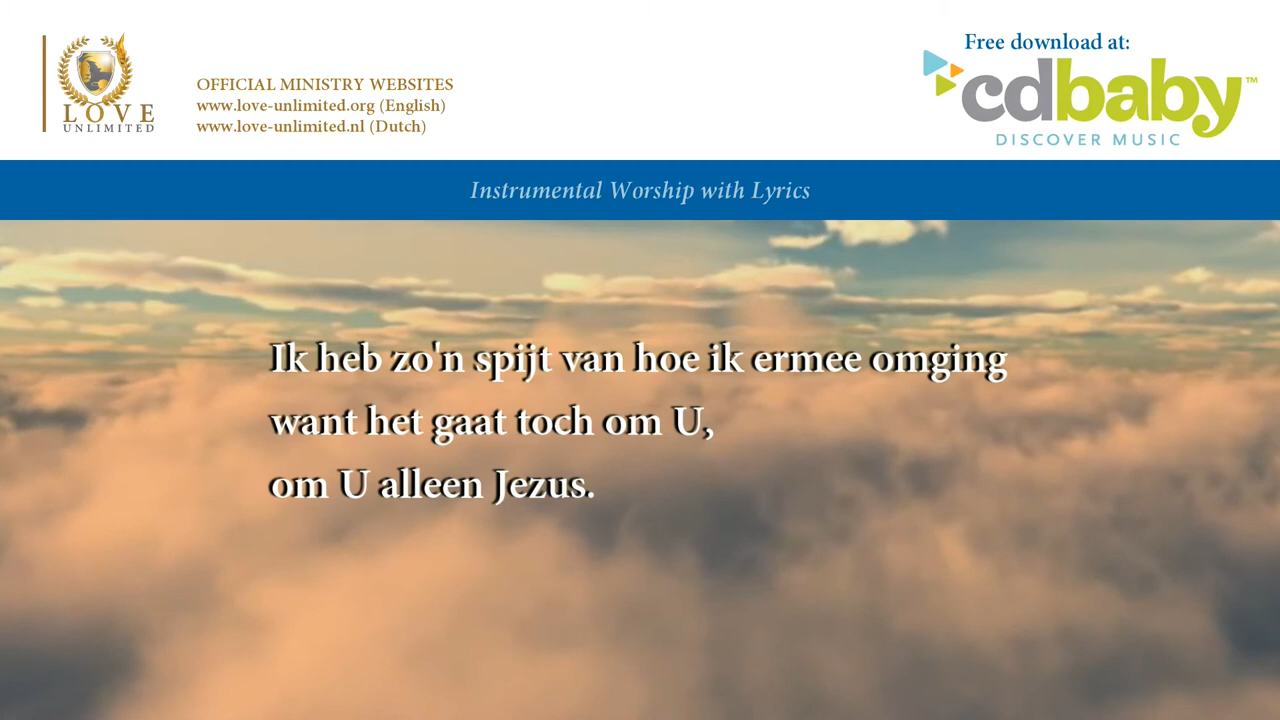 LOVE
UNLIMITED
OFFICIAL MINISTRY WEBSITES
www.love-unlimited.org (English)
www.love-unlimited.nl (Dutch)
Free download at:
cdbaby™
DISCOVER MUSIC
Instrumental Worship with Lyrics
Ik heb zo'n spijt van hoe ik ermee omging
want het gaat toch om U,
om U alleen Jezus.